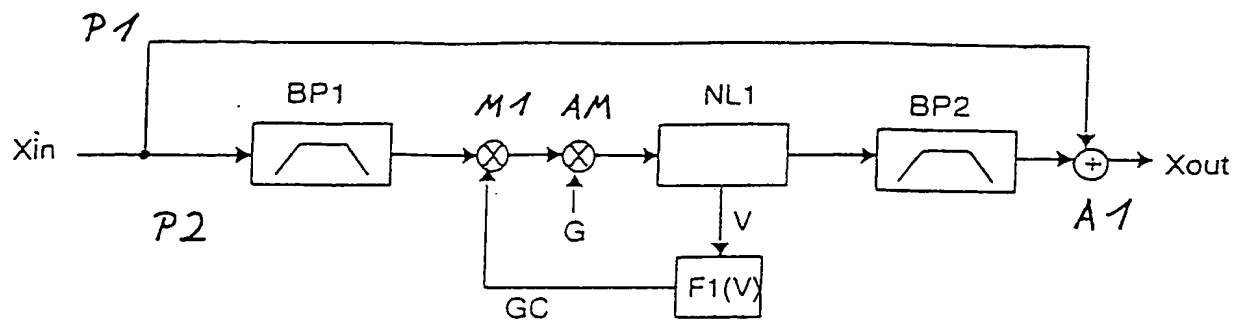 P1
BP1
M1 AM
NL1
BP2
Xin
Xout
P2
G
V
A1
F1(V)
GC